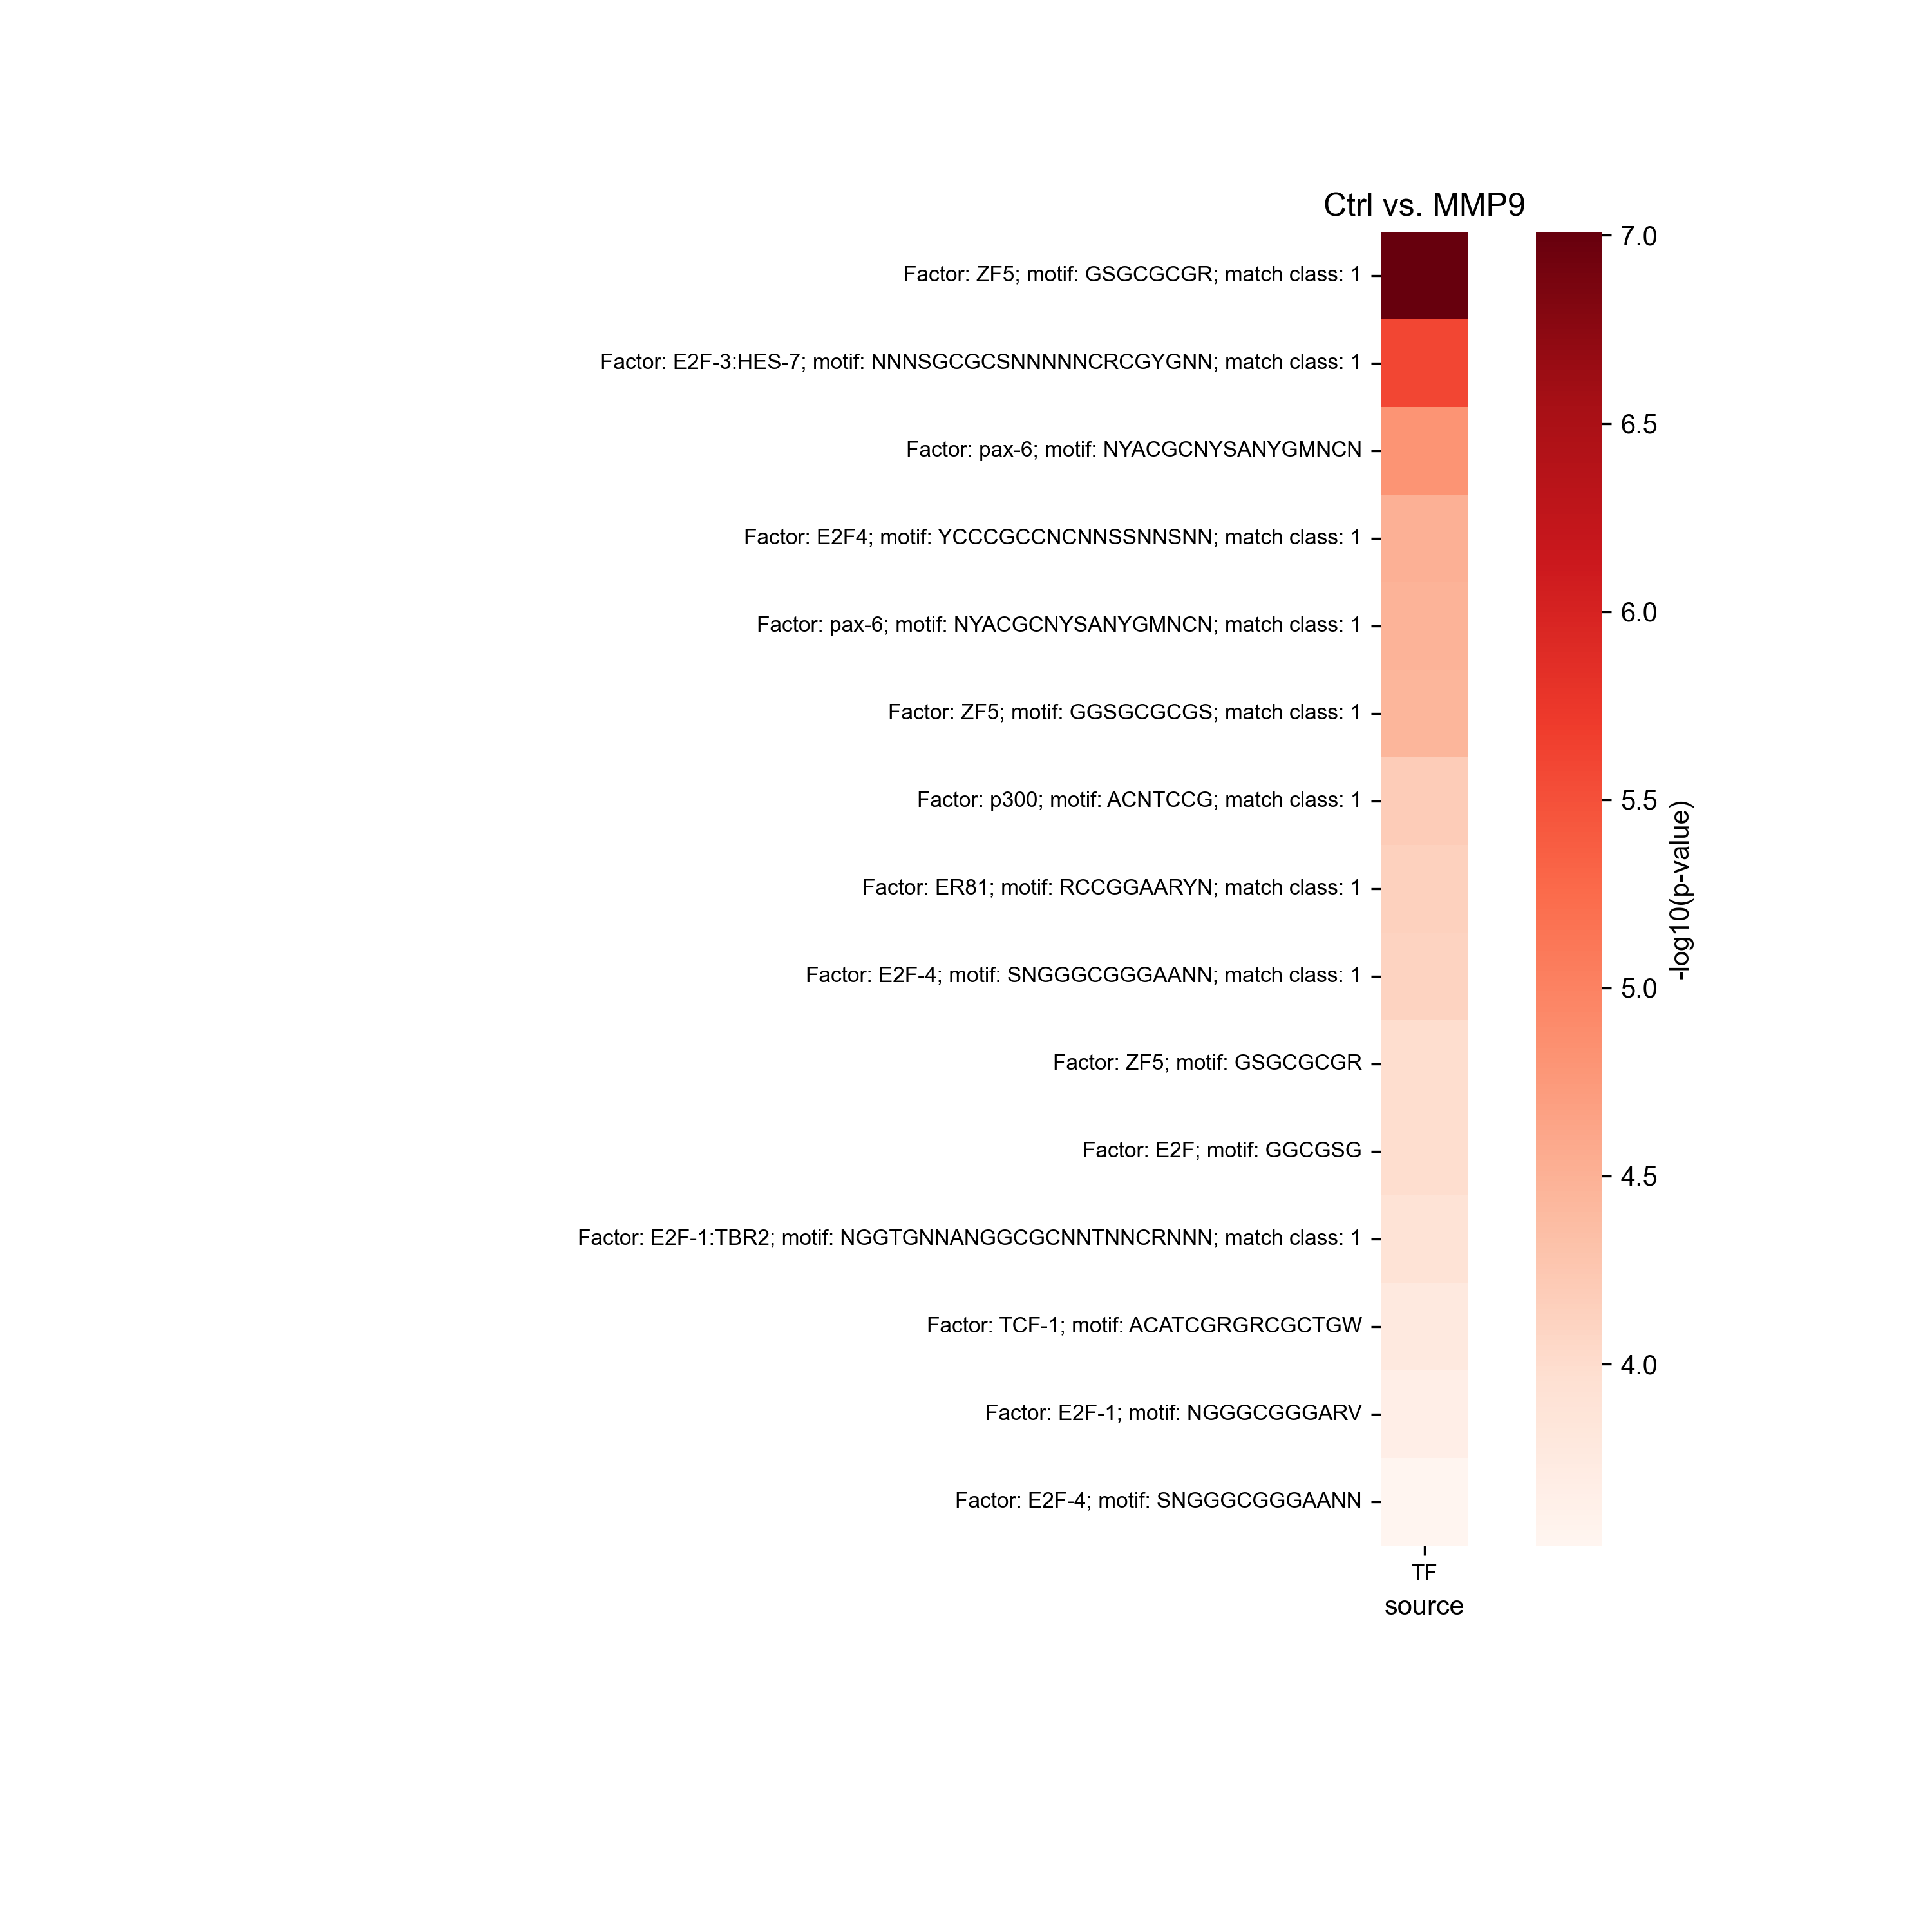 Ctrl vs. MMP9
Factor: ZF5; motif: GSGCGCGR; match class: 1
Factor: E2F-3:HES-7; motif: NNNSGCGCSNNNNNCRCGYGNN; match class: 1
Factor: pax-6; motif: NYACGCNYSANYGMNCN
Factor: E2F4; motif: YCCCGCCNCNNSSNNSNN; match class: 1
Factor: pax-6; motif: NYACGCNYSANYGMNCN; match class: 1
Factor: ZF5; motif: GGSGCGCGS; match class: 1
Factor: p300; motif: ACNTCCG; match class: 1
Factor: ER81; motif: RCCGGAARYN; match class: 1
Factor: E2F-4; motif: SNGGGCGGGAANN; match class: 1
Factor: ZF5; motif: GSGCGCGR
Factor: E2F; motif: GGCGSG
Factor: E2F-1:TBR2; motif: NGGTGNNANGGCGCNNTNNCRNNN; match class: 1
Factor: TCF-1; motif: ACATCGRGRCGCTGW
Factor: E2F-1; motif: NGGGCGGGARV
Factor: E2F-4; motif: SNGGGCGGGAANN
TF
source
7.0
6.5
6.0
5.5
5.0
4.5
4.0
-log10(p-value)